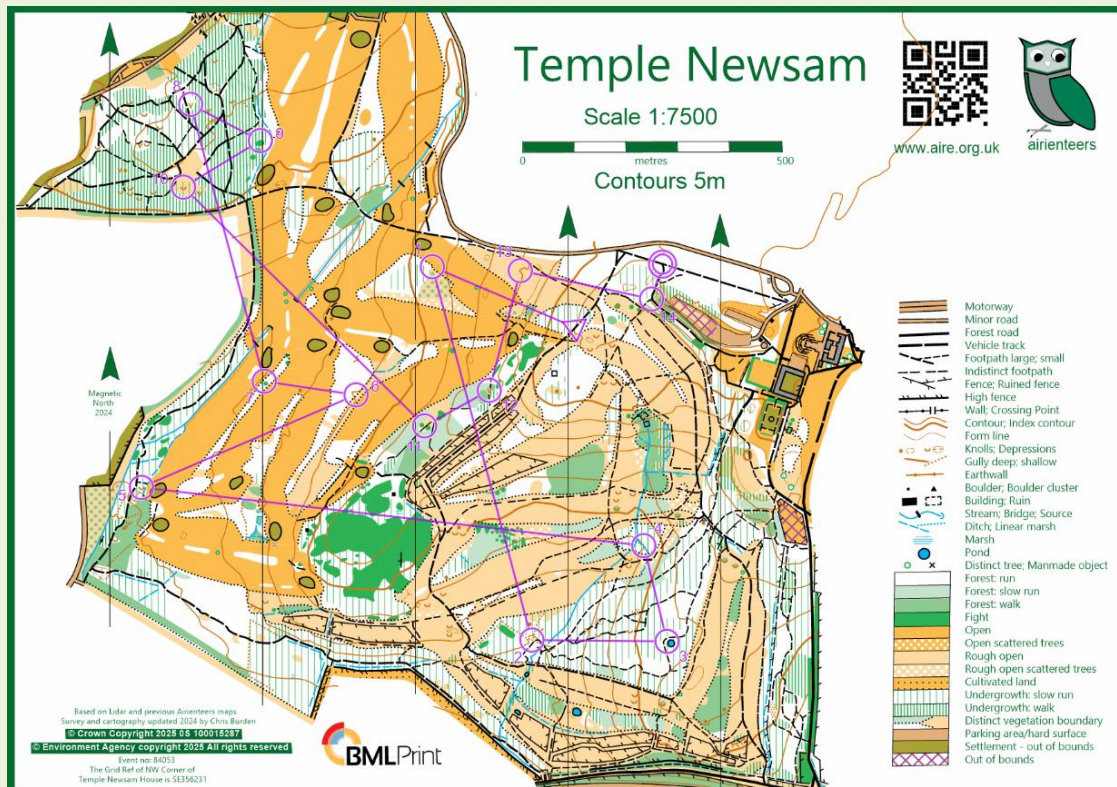 Temple Newsam
Scale 1:7500
0 metres 500
Contours 5m
www.aire.org.uk
airienteers
8
9
10
1
13
14
7
6
12
11
5
4
2
3
Magnetic
North
2024
Motorway
Minor road
Forest road
Vehicle track
Footpath large; small
Indistinct footpath
Fence; Ruined fence
High fence
Wall; Crossing Point
Contour; Index contour
Form line
Knolls; Depressions
Gully deep; shallow
Earthwall
Boulder; Boulder cluster
Building; Ruin
Stream; Bridge; Source
Ditch; Linear marsh
Marsh
Pond
Distinct tree; Manmade object
Forest: run
Forest: slow run
Forest: walk
Fight
Open
Open scattered trees
Rough open
Rough open scattered trees
Cultivated land
Undergrowth: slow run
Undergrowth: walk
Distinct vegetation boundary
Parking area/hard surface
Settlement - out of bounds
Out of bounds
Based on Lidar and previous Airienteers maps
Survey and cartography updated 2024 by Chris Burden
© Crown Copyright 2025 OS 100015287
© Environment Agency copyright 2025 All rights reserved
Event no: 84053
The Grid Ref of NW Corner of
Temple Newsam House is SE356231
BMLPrint